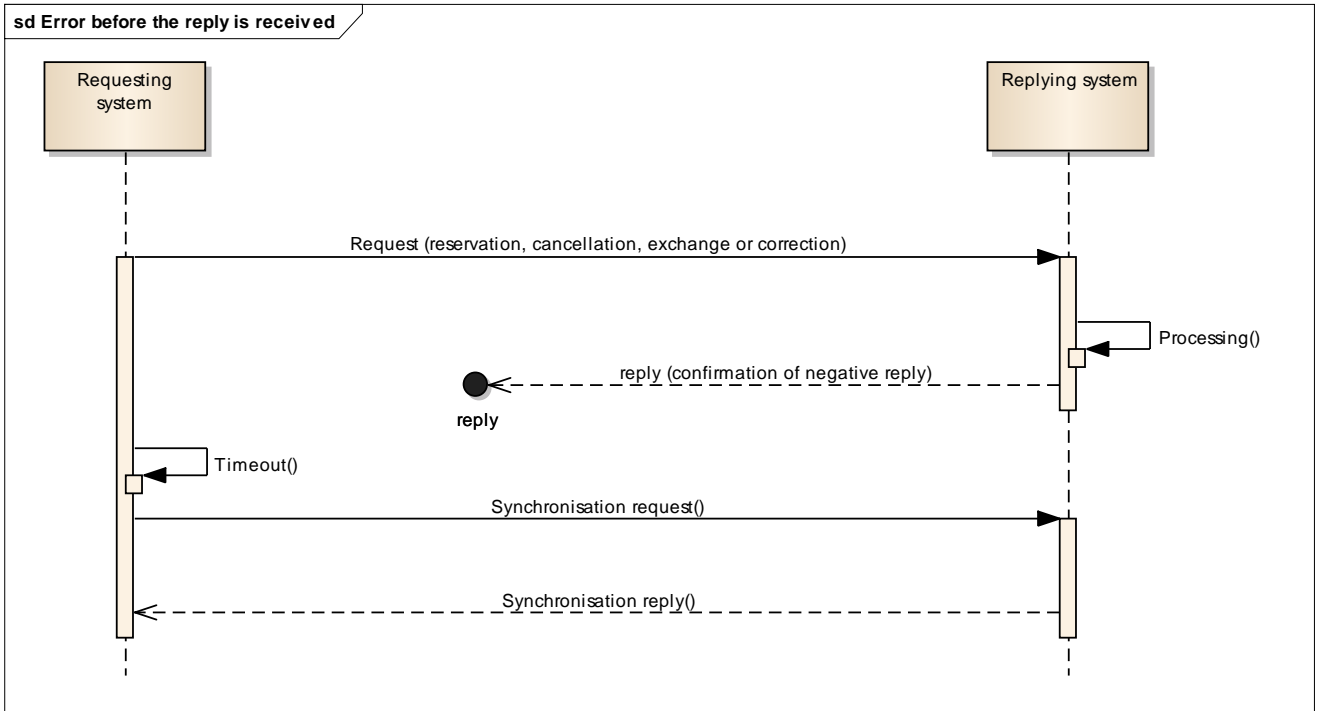 sd Error before the reply is received
Requesting
system
Replying system
Request (reservation, cancellation, exchange or correction)
Processing()
reply (confirmation of negative reply)
reply
Timeout()
Synchronisation request()
Synchronisation reply()